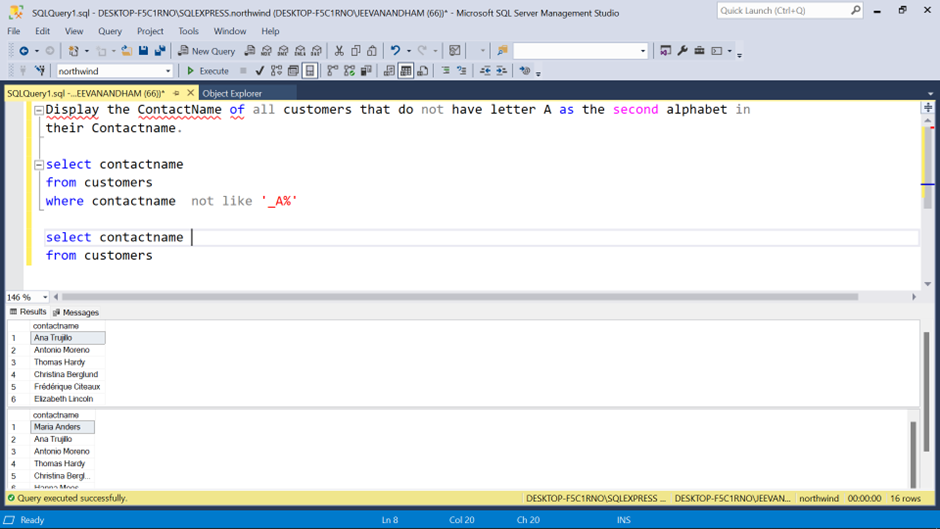 SQLQuery1.sql - DESKTOP-F5C1RNO\SQLEXPRESS.northwind (DESKTOP-F5C1RNO\JEEVANANDHAM (66))* - Microsoft SQL Server Management Studio
Quick Launch (Ctrl+Q)
File Edit View Query Project Tools Window Help
New Query
northwind Execute
SQLQuery1.sql -...EEVANANDHAM (66))* Object Explorer
Display the ContactName of all customers that do not have letter A as the second alphabet in
their Contactname.
select contactname
from customers
where contactname not like '_A%'
select contactname
from customers
146 %
Results Messages
contactname
1 Ana Trujillo
2 Antonio Moreno
3 Thomas Hardy
4 Christina Berglund
5 Frédérique Citeaux
6 Elizabeth Lincoln
contactname
1 Maria Anders
2 Ana Trujillo
3 Antonio Moreno
4 Thomas Hardy
5 Christina Bergl...
6 Hanna Moos
Query executed successfully. DESKTOP-F5C1RNO\SQLEXPRESS ... DESKTOP-F5C1RNO\JEEVAN... northwind 00:00:00 16 rows
Ready Ln 8 Col 20 Ch 20 INS